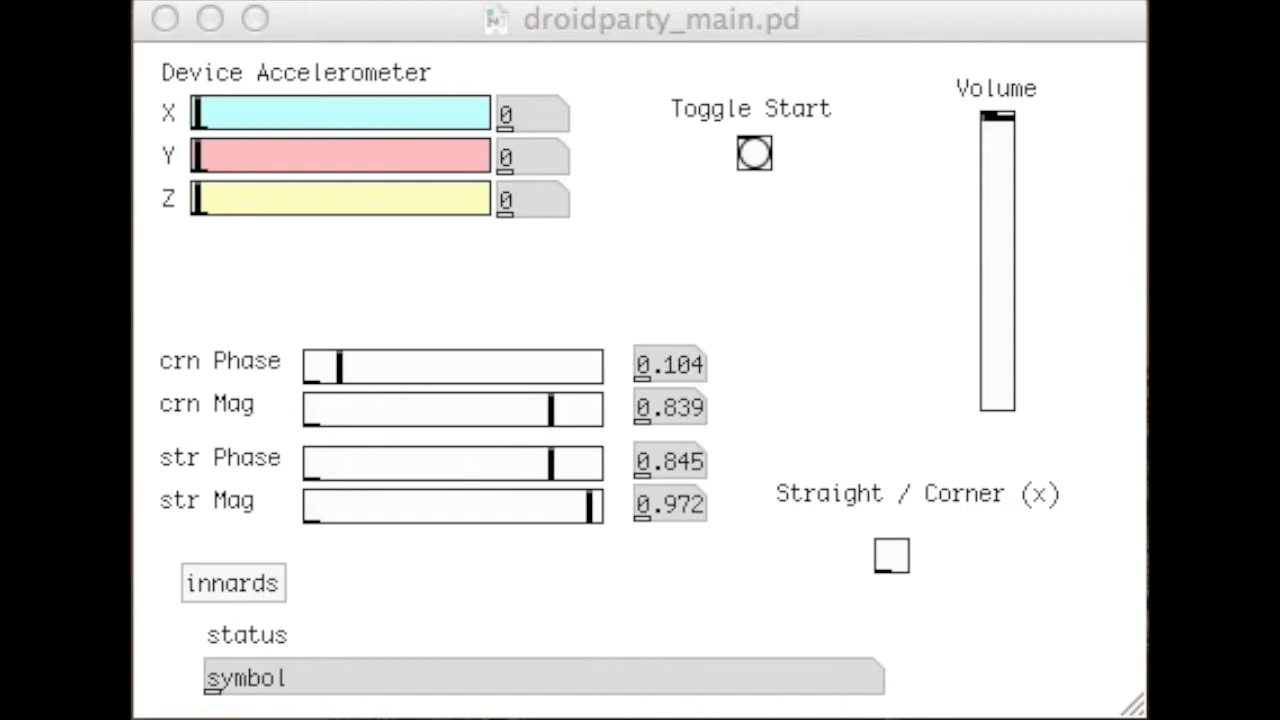 droidparty_main.pd
Device Accelerometer
X 0
Y 0
Z 0
Toggle Start
Volume
crn Phase 0.104
crn Mag 0.839
str Phase 0.845
str Mag 0.972
Straight / Corner (x)
innards
status
symbol